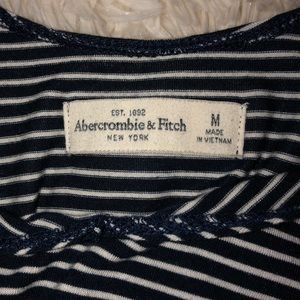 EST. 1892
Abercrombie & Fitch
NEW YORK
M
MADE
IN VIETNAM